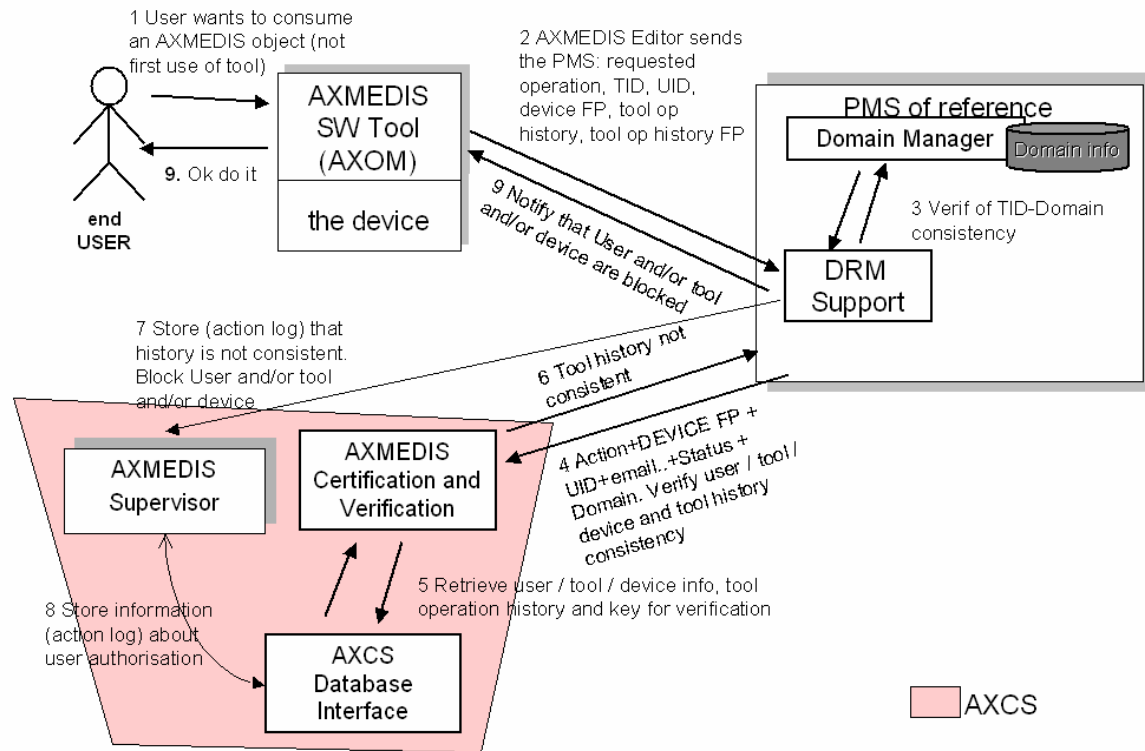 1 User wants to consume
an AXMEDIS object (not
first use of tool)
AXMEDIS
SW Tool
(AXOM)
the device
9. Ok do it
end
USER
2 AXMEDIS Editor sends
the PMS: requested
operation, TID, UID,
device FP, tool op
history, tool op history FP
PMS of reference
Domain Manager
Domain info
3 Verif of TID-Domain
consistency
DRM
Support
9 Notify that User and/or tool
and/or device are blocked
7 Store (action log) that
history is not consistent.
Block User and/or tool
and/or device
6 Tool history not
consistent
4 Action+DEVICE FP +
UID+email..+Status +
Domain. Verify user / tool /
device and tool history
consistency
AXMEDIS
Supervisor
AXMEDIS
Certification and
Verification
5 Retrieve user / tool / device info, tool
operation history and key for verification
8 Store information
(action log) about
user authorisation
AXCS
Database
Interface
AXCS